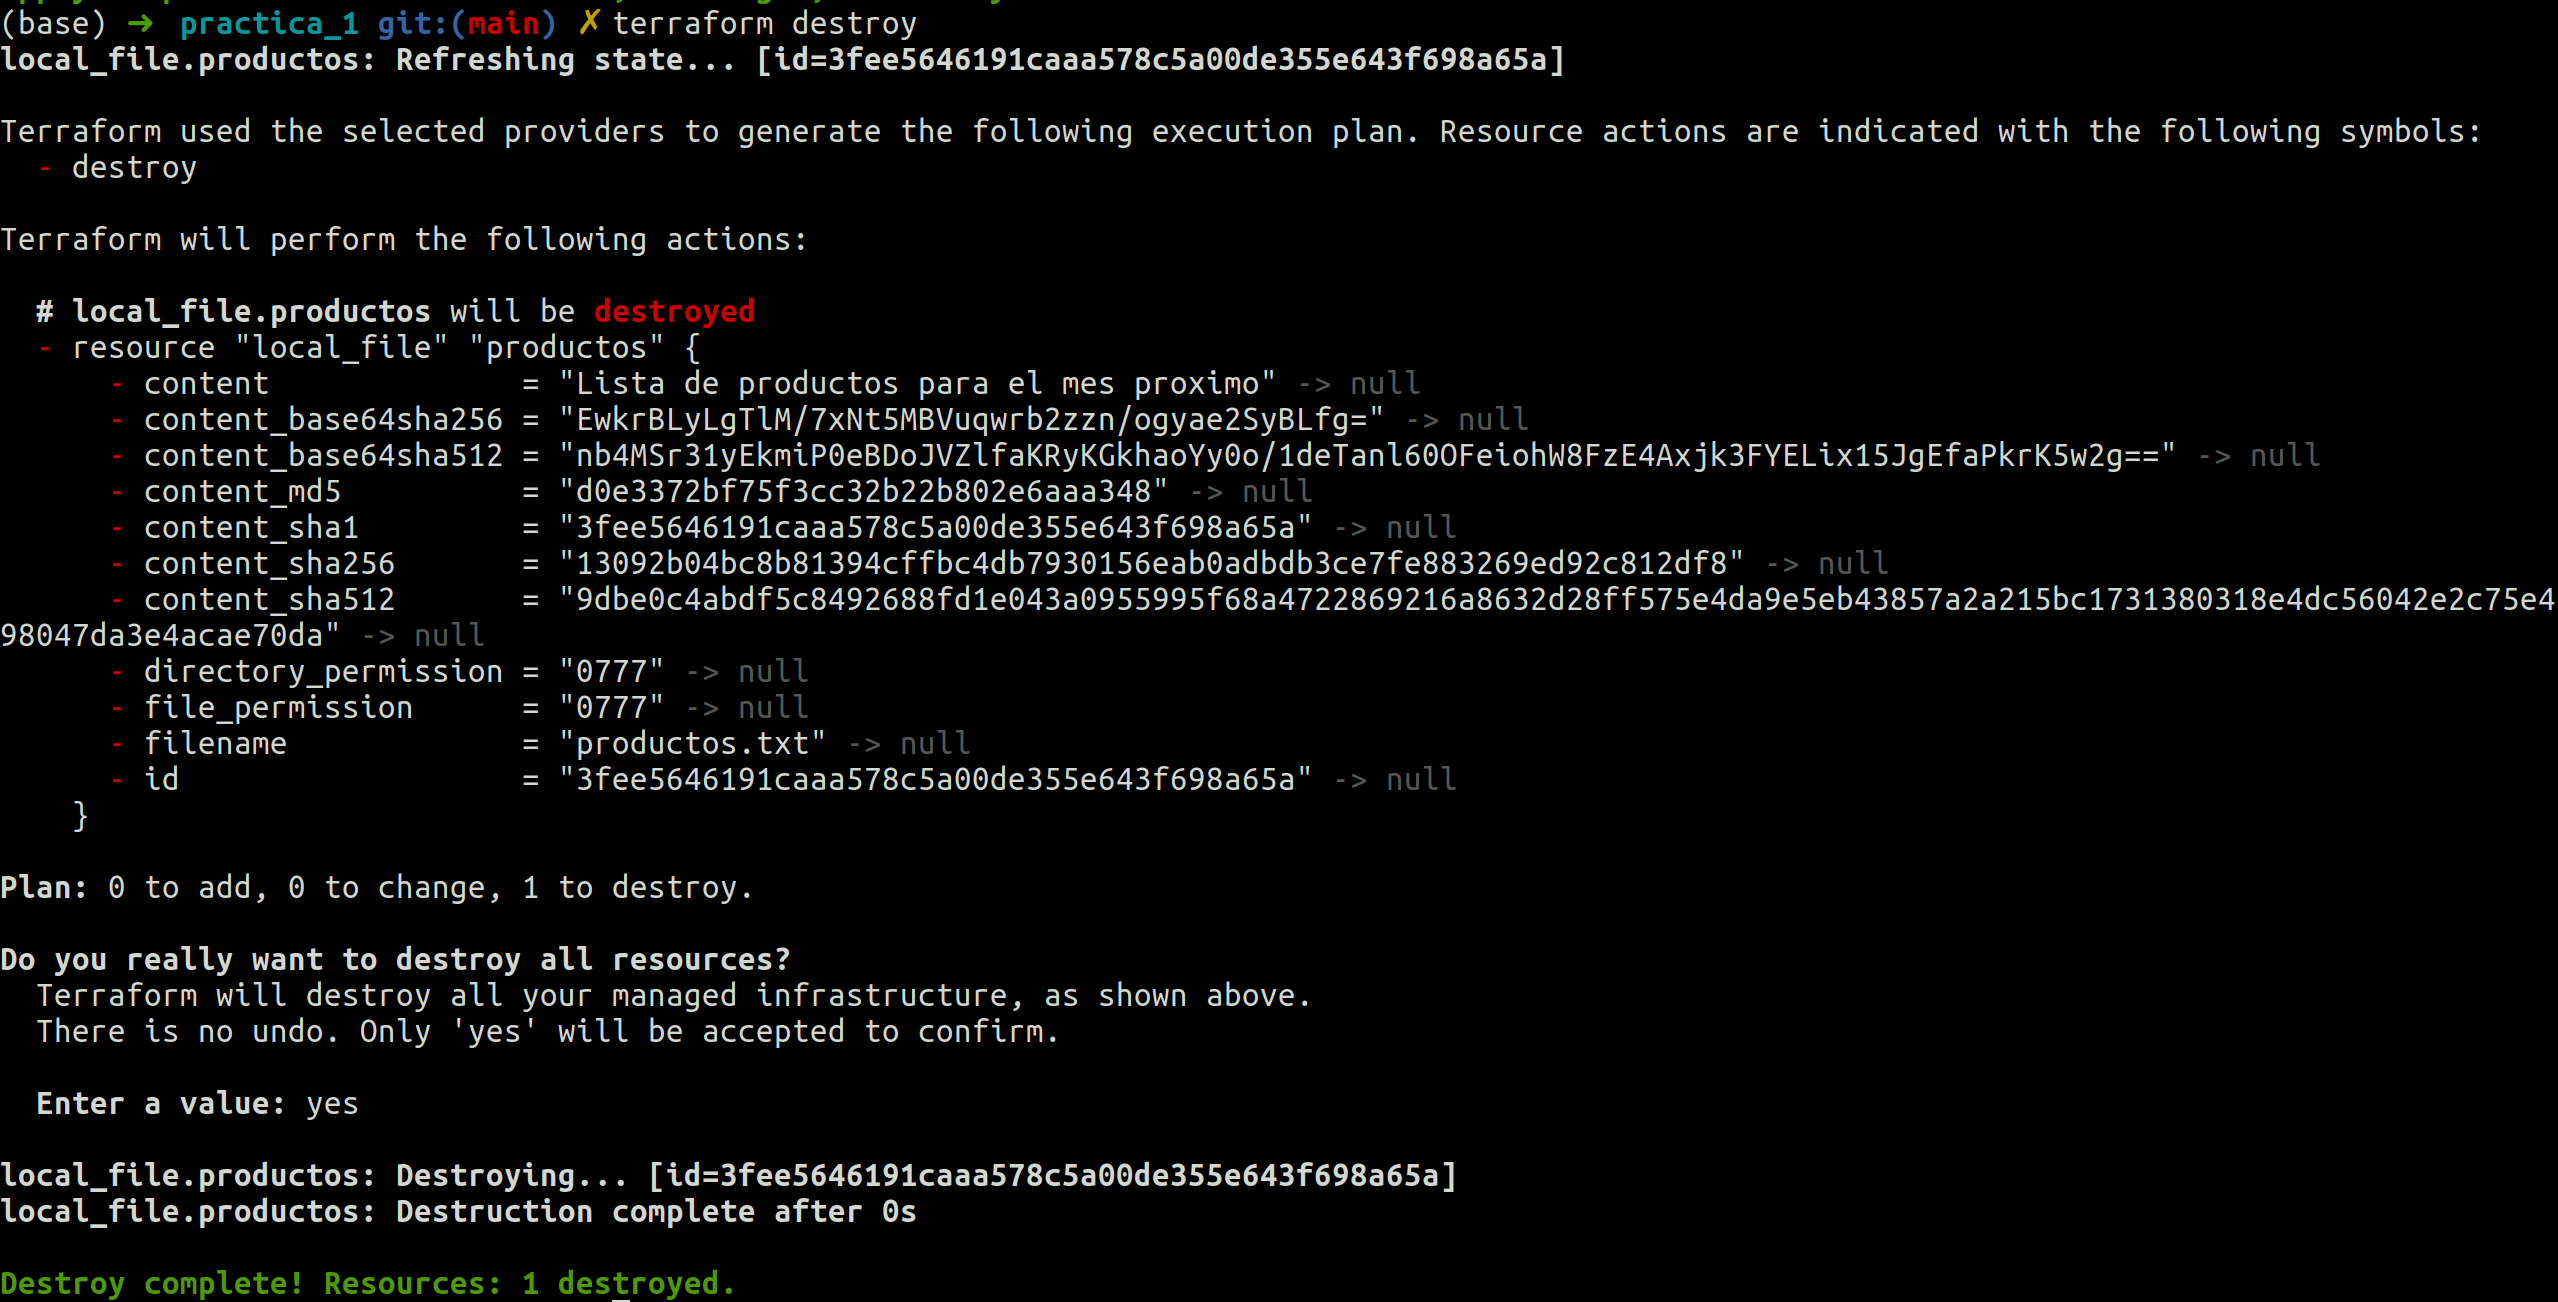 (base) ➜ practica_1 git:(main) ✗ terraform destroy
local_file.productos: Refreshing state... [id=3fee5646191caaa578c5a00de355e643f698a65a]

Terraform used the selected providers to generate the following execution plan. Resource actions are indicated with the following symbols:
  - destroy

Terraform will perform the following actions:

  # local_file.productos will be destroyed
  - resource "local_file" "productos" {
      - content              = "Lista de productos para el mes proximo" -> null
      - content_base64sha256 = "EwkrBLyLgTlM/7xNt5MBVuqwrb2zzn/ogyae2SyBLfg=" -> null
      - content_base64sha512 = "nb4MSr31yEkmiP0eBDoJVZlfaKRyKGkhaoYy0o/1deTanl60OFeiohW8FzE4Axjk3FYELix15JgEfaPkrK5w2g==" -> null
      - content_md5          = "d0e3372bf75f3cc32b22b802e6aaa348" -> null
      - content_sha1         = "3fee5646191caaa578c5a00de355e643f698a65a" -> null
      - content_sha256       = "13092b04bc8b81394cffbc4db7930156eab0adbdb3ce7fe883269ed92c812df8" -> null
      - content_sha512       = "9dbe0c4abdf5c8492688fd1e043a0955995f68a4722869216a8632d28ff575e4da9e5eb43857a2a215bc1731380318e4dc56042e2c75e4
98047da3e4acae70da" -> null
      - directory_permission = "0777" -> null
      - file_permission      = "0777" -> null
      - filename             = "productos.txt" -> null
      - id                   = "3fee5646191caaa578c5a00de355e643f698a65a" -> null
    }

Plan: 0 to add, 0 to change, 1 to destroy.

Do you really want to destroy all resources?
  Terraform will destroy all your managed infrastructure, as shown above.
  There is no undo. Only 'yes' will be accepted to confirm.

  Enter a value: yes

local_file.productos: Destroying... [id=3fee5646191caaa578c5a00de355e643f698a65a]
local_file.productos: Destruction complete after 0s

Destroy complete! Resources: 1 destroyed.